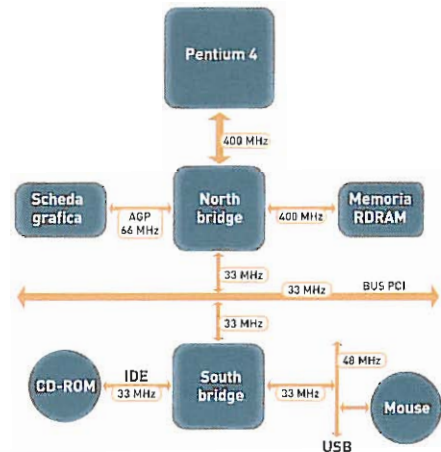 Pentium 4
400 MHz
Scheda
grafica
AGP
66 MHz
North
bridge
400 MHz
Memoria
RDRAM
33 MHz
33 MHz
BUS PCI
33 MHz
CD-ROM
IDE
33 MHz
South
bridge
33 MHz
48 MHz
Mouse
USB